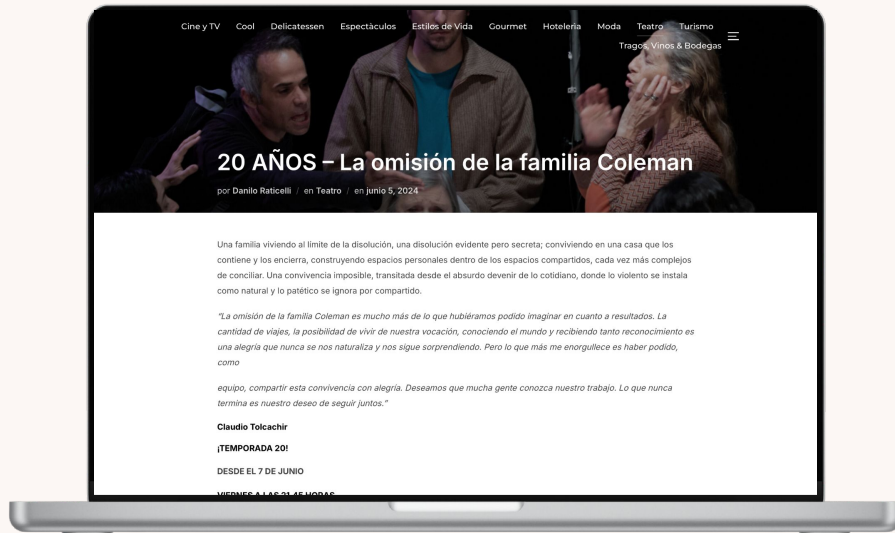 Cine y TV Cool Delicatessen Espectàculos Estilos de Vida Gourmet Hotelería Moda Teatro Turismo
Tragos, Vinos & Bodegas
20 AÑOS – La omisión de la familia Coleman
por Danilo Raticelli / en Teatro / en junio 5, 2024
Una familia viviendo al límite de la disolución, una disolución evidente pero secreta; conviviendo en una casa que los
contiene y los encierra, construyendo espacios personales dentro de los espacios compartidos, cada vez más complejos
de conciliar. Una convivencia imposible, transitada desde el absurdo devenir de lo cotidiano, donde lo violento se instala
como natural y lo patético se ignora por compartido.
“La omisión de la familia Coleman es mucho más de lo que hubiéramos podido imaginar en cuanto a resultados. La
cantidad de viajes, la posibilidad de vivir de nuestra vocación, conociendo el mundo y recibiendo tanto reconocimiento es
una alegría que nunca se nos naturaliza y nos sigue sorprendiendo. Pero lo que más me enorgullece es haber podido,
como
equipo, compartir esta convivencia con alegría. Deseamos que mucha gente conozca nuestro trabajo. Lo que nunca
termina es nuestro deseo de seguir juntos.”
Claudio Tolcachir
¡TEMPORADA 20!
DESDE EL 7 DE JUNIO
VIERNES A LAS 21.45 HORAS